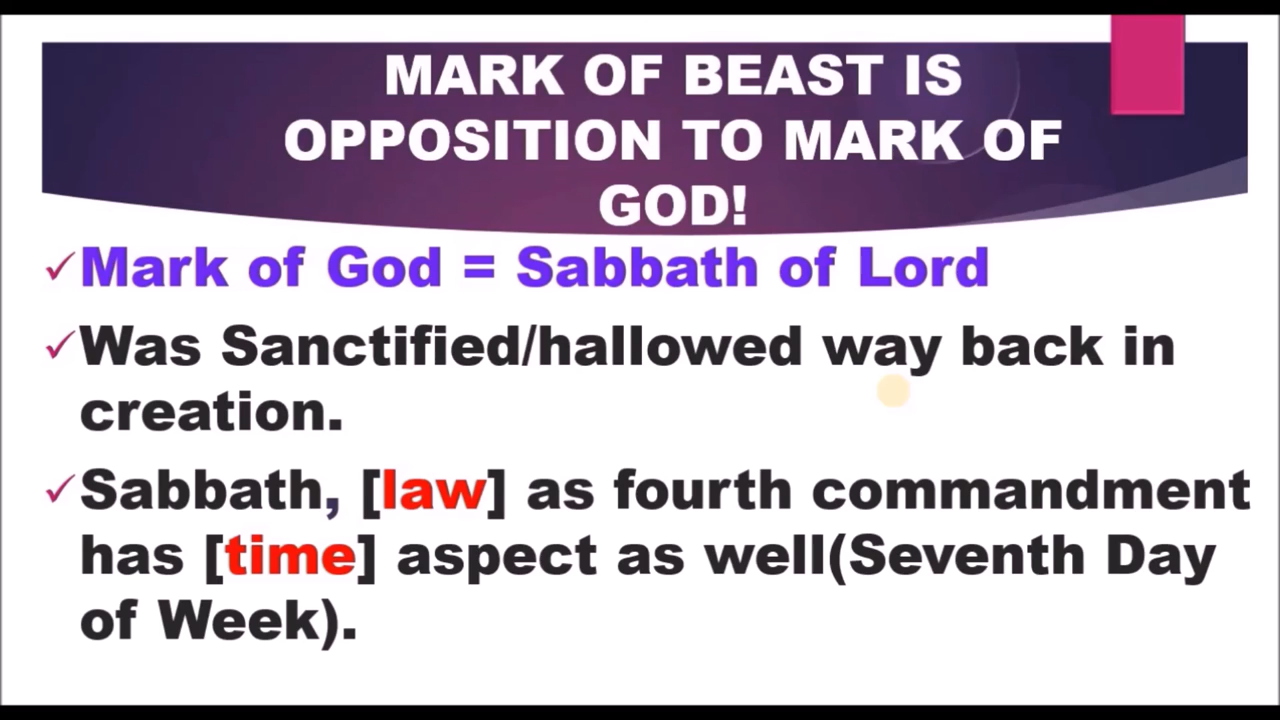 MARK OF BEAST IS
OPPOSITION TO MARK OF
GOD!
✓Mark of God = Sabbath of Lord
✓Was Sanctified/hallowed way back in
creation.
✓Sabbath, [law] as fourth commandment
has [time] aspect as well(Seventh Day
of Week).